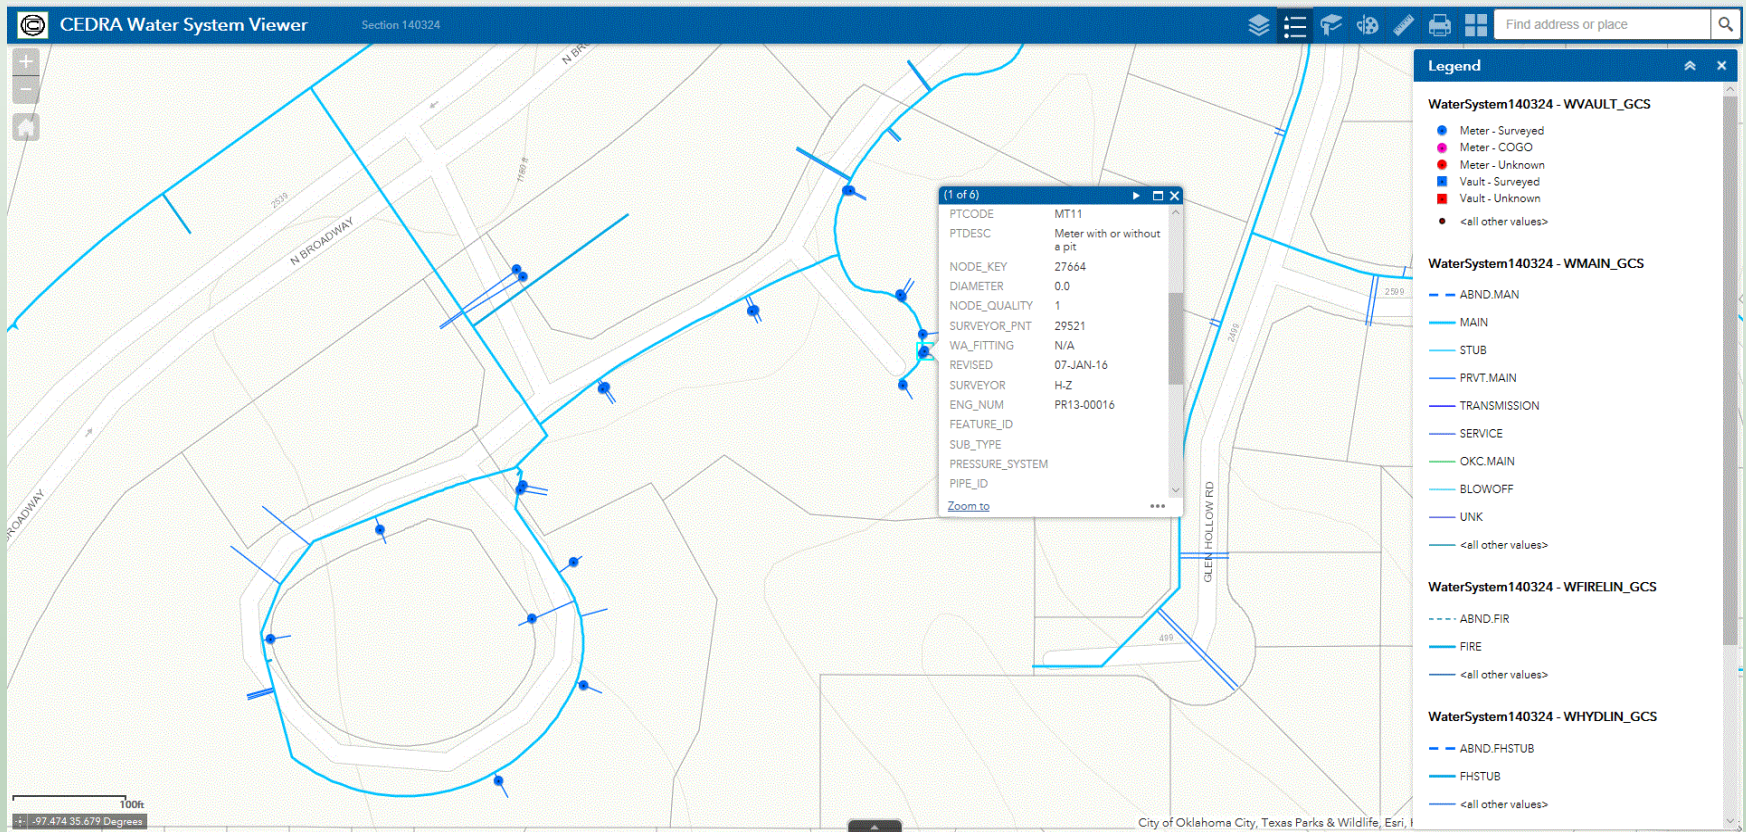 CEDRA Water System Viewer
Section 140324
Find address or place
N BRO
Legend
WaterSystem140324 - WVAULT_GCS
Meter - Surveyed
Meter - COGO
Meter - Unknown
Vault - Surveyed
Vault - Unknown
<all other values>
WaterSystem140324 - WMAIN_GCS
ABND.MAN
MAIN
STUB
PRVT.MAIN
TRANSMISSION
SERVICE
OKC.MAIN
BLOWOFF
UNK
<all other values>
WaterSystem140324 - WFIRELIN_GCS
ABND.FIR
FIRE
<all other values>
WaterSystem140324 - WHYDLIN_GCS
ABND.FHSTUB
FHSTUB
<all other values>
1180 ft
2539
N BROADWAY
(1 of 6)
PTCODE MT11
PTDESC Meter with or without
a pit
NODE_KEY 27664
DIAMETER 0.0
NODE_QUALITY 1
SURVEYOR_PNT 29521
WA_FITTING N/A
REVISED 07-JAN-16
SURVEYOR H-Z
ENG_NUM PR13-00016
FEATURE_ID
SUB_TYPE
PRESSURE_SYSTEM
PIPE_ID
Zoom to
2599
2499
ROADWAY
GLEN HOLLOW RD
499
100ft
-97.474 35.679 Degrees
City of Oklahoma City, Texas Parks & Wildlife, Esri, H